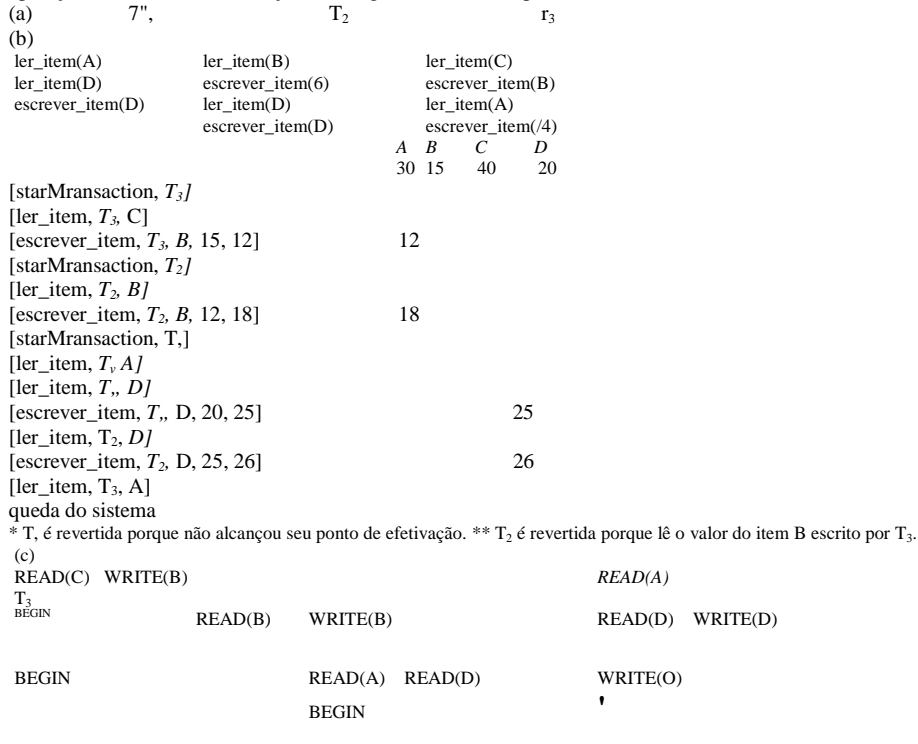 (a) 7", T2 r3
(b)
ler_item(A) ler_item(B) ler_item(C)
ler_item(D) escrever_item(6) escrever_item(B)
escrever_item(D) ler_item(D) ler_item(A)
escrever_item(D) escrever_item(/4)
A B C D
30 15 40 20
[starMransaction, T3]
[ler_item, T3, C]
[escrever_item, T3, B, 15, 12] 12
[starMransaction, T2]
[ler_item, T2, B]
[escrever_item, T2, B, 12, 18] 18
[starMransaction, T,]
[ler_item, Tv A]
[ler_item, T,, D]
[escrever_item, T,, D, 20, 25] 25
[ler_item, T2, D]
[escrever_item, T2, D, 25, 26] 26
[ler_item, T3, A]
queda do sistema
* T, é revertida porque não alcançou seu ponto de efetivação. ** T2 é revertida porque lê o valor do item B escrito por T3.
(c)
READ(C) WRITE(B) READ(A)
T3
BEGIN READ(B) WRITE(B) READ(D) WRITE(D)
BEGIN READ(A) READ(D) WRITE(O)
BEGIN '